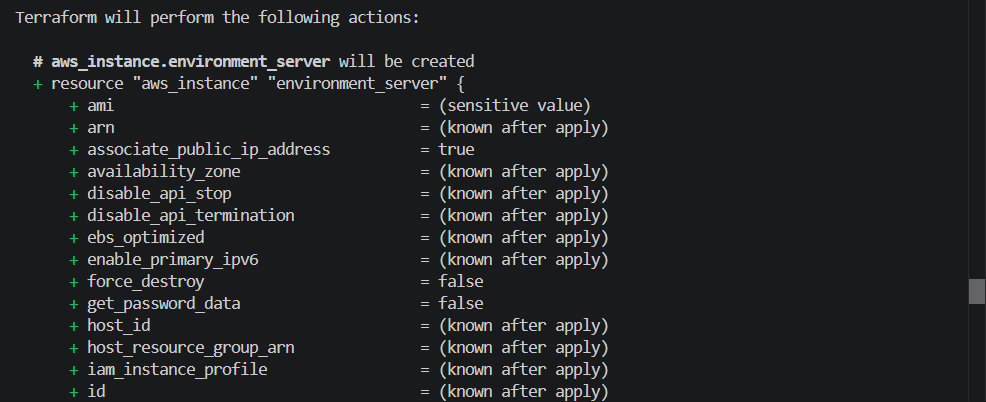 Terraform will perform the following actions:
# aws_instance.environment_server will be created
+ resource "aws_instance" "environment_server" {
+ ami = (sensitive value)
+ arn = (known after apply)
+ associate_public_ip_address = true
+ availability_zone = (known after apply)
+ disable_api_stop = (known after apply)
+ disable_api_termination = (known after apply)
+ ebs_optimized = (known after apply)
+ enable_primary_ipv6 = (known after apply)
+ force_destroy = false
+ get_password_data = false
+ host_id = (known after apply)
+ host_resource_group_arn = (known after apply)
+ iam_instance_profile = (known after apply)
+ id = (known after apply)